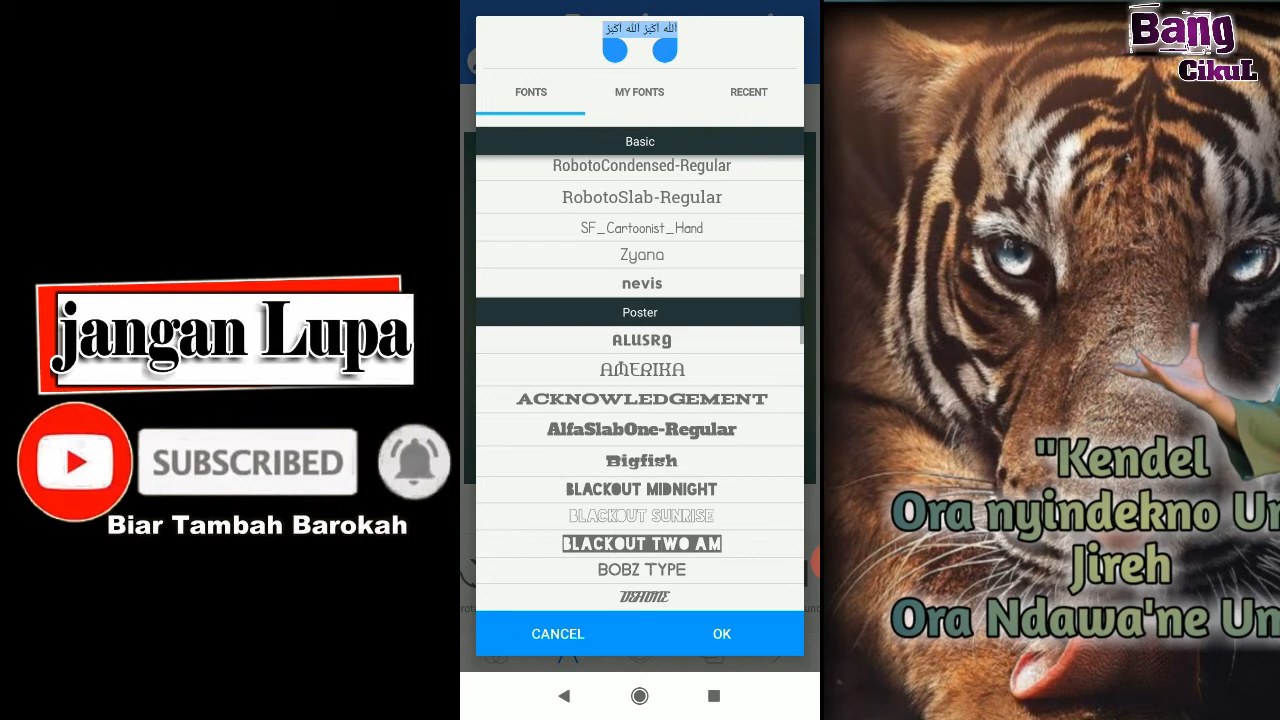 jangan Lupa
SUBSCRIBED
Biar Tambah Barokah
الله اكبر الله اكبر
FONTS
MY FONTS
RECENT
Basic
RobotoCondensed-Regular
RobotoSlab-Regular
SF_Cartoonist_Hand
Zyana
nevis
Poster
ALUSRG
AMERIKA
ACKNOWLEDGEMENT
AlfaSlabOne-Regular
Bigfish
BLACKOUT MIDNIGHT
BLACKOUT SUNRISE
BLACKOUT TWO AM
BOBZ TYPE
CANCEL
OK
Bang
CikuL
"Kendel
Ora nyindekno Un
Jireh
Ora Ndawa'ne Un